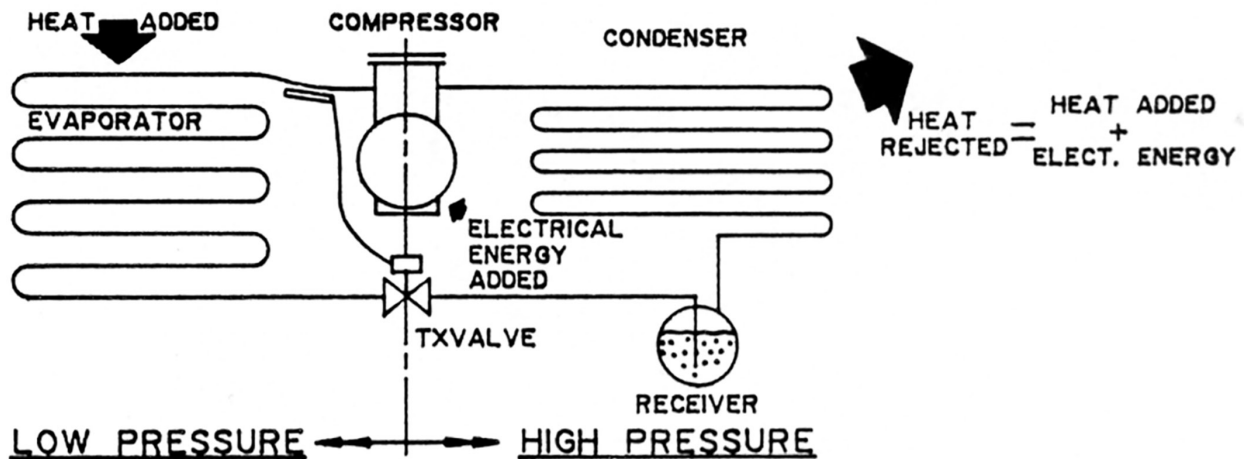 HEAT ADDED
COMPRESSOR
CONDENSER
EVAPORATOR
HEAT REJECTED = HEAT ADDED + ELECT. ENERGY
ELECTRICAL
ENERGY
ADDED
TXVALVE
RECEIVER
LOW PRESSURE
HIGH PRESSURE